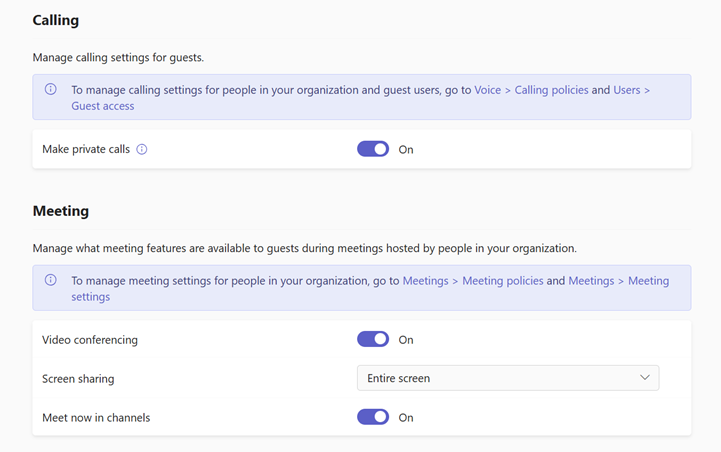 Calling
Manage calling settings for guests.
To manage calling settings for people in your organization and guest users, go to Voice > Calling policies and Users >
Guest access
Make private calls
On
Meeting
Manage what meeting features are available to guests during meetings hosted by people in your organization.
To manage meeting settings for people in your organization, go to Meetings > Meeting policies and Meetings > Meeting
settings
Video conferencing
On
Screen sharing
Entire screen
Meet now in channels
On